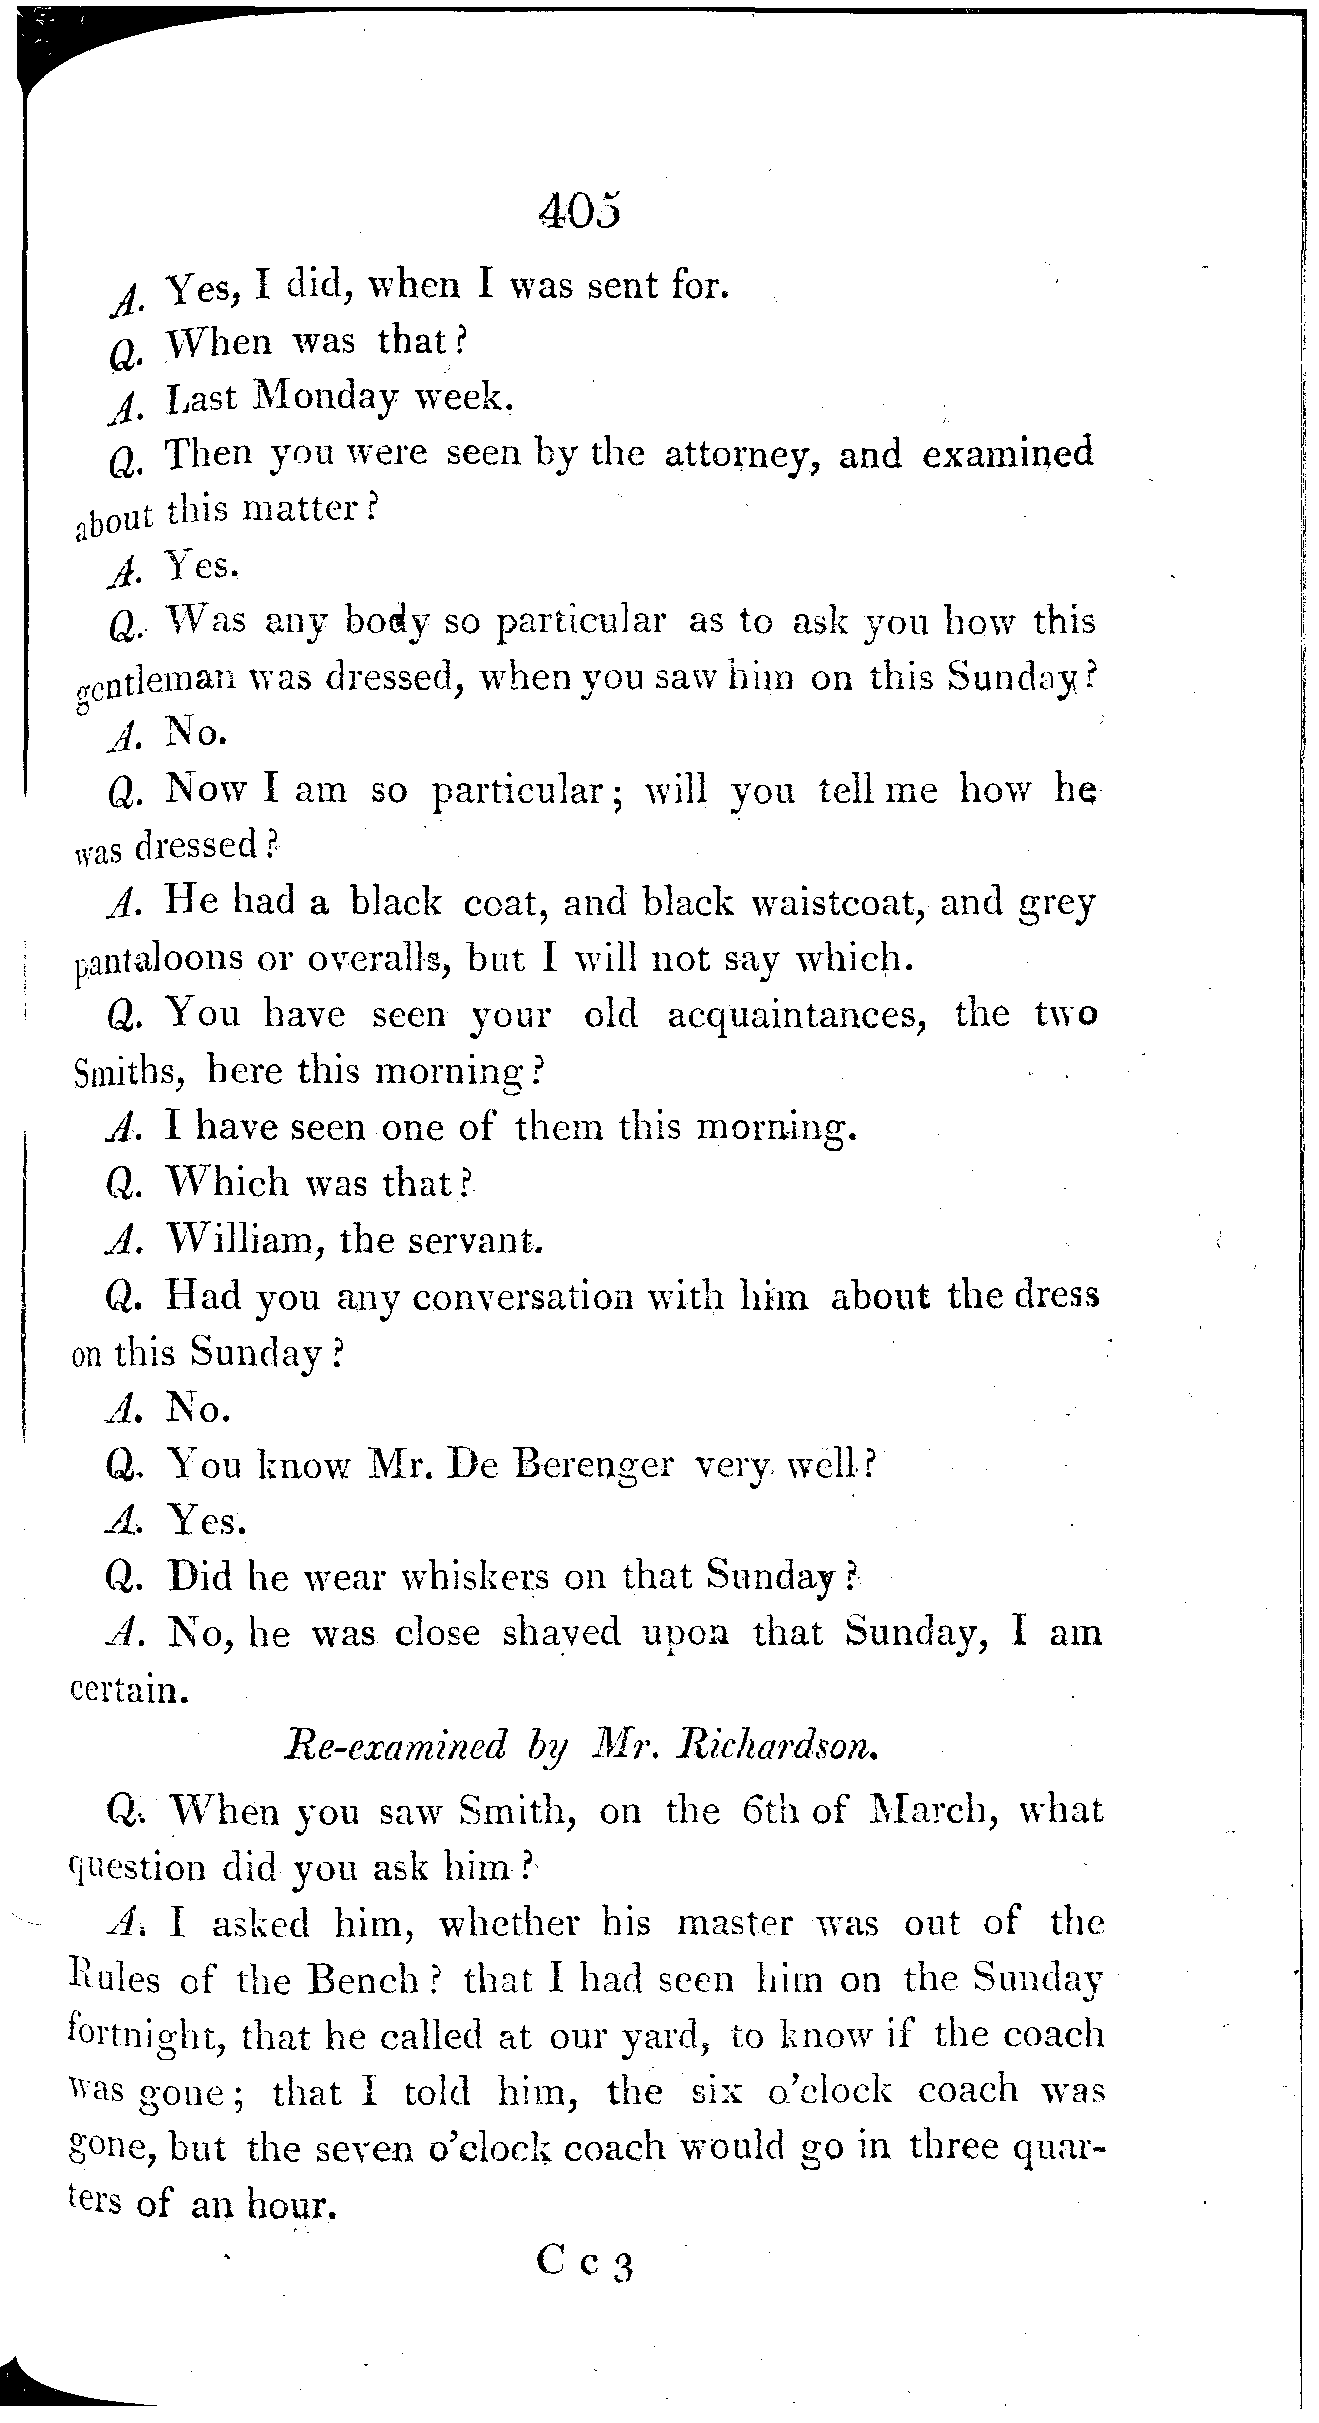 405
A. Yes, I did, when I was sent for.
Q. When was that?
A. Last Monday week.
Q. Then you were seen by the attorney, and examined
about this matter?
A. Yes.
Q. Was any body so particular as to ask you how this
gentleman was dressed, when you saw him on this Sunday?
A. No.
Q. Now I am so particular; will you tell me how he
was dressed?
A. He had a black coat, and black waistcoat, and grey
pantaloons or overalls, but I will not say which.
Q. You have seen your old acquaintances, the two
Smiths, here this morning?
A. I have seen one of them this morning.
Q. Which was that?
A. William, the servant.
Q. Had you any conversation with him about the dress
on this Sunday?
A. No.
Q. You know Mr. De Berenger very well?
A. Yes.
Q. Did he wear whiskers on that Sunday?
A. No, he was close shaved upon that Sunday, I am
certain.
Re-examined by Mr. Richardson.
Q. When you saw Smith, on the 6th of March, what
question did you ask him?
A. I asked him, whether his master was out of the
Rules of the Bench? that I had seen him on the Sunday
fortnight, that he called at our yard, to know if the coach
was gone; that I told him, the six o'clock coach was
gone, but the seven o'clock coach would go in three quar-
ters of an hour.
C c 3